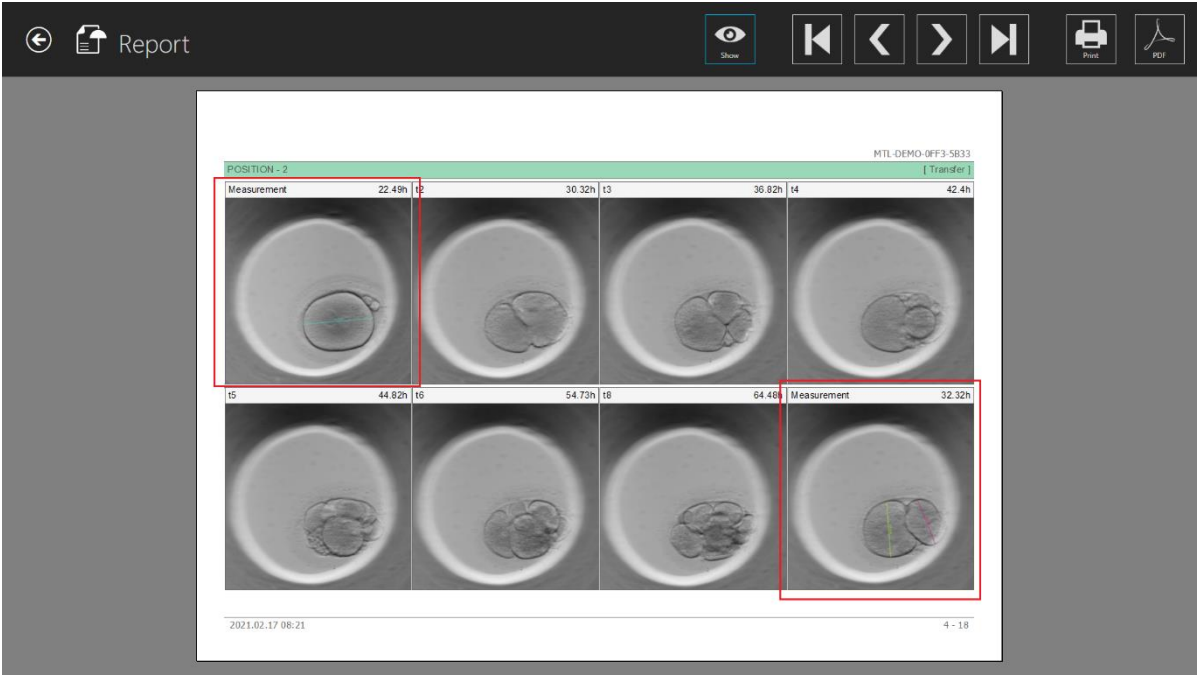 Report
Show
Print
PDF
MTL-DEMO-0FF3-5B33
POSITION - 2 [ Transfer ]
Measurement 22.49h t2 30.32h t3 36.82h t4 42.4h
t5 44.82h t6 54.73h t8 64.48h Measurement 32.32h
2021.02.17 08:21 4 - 18